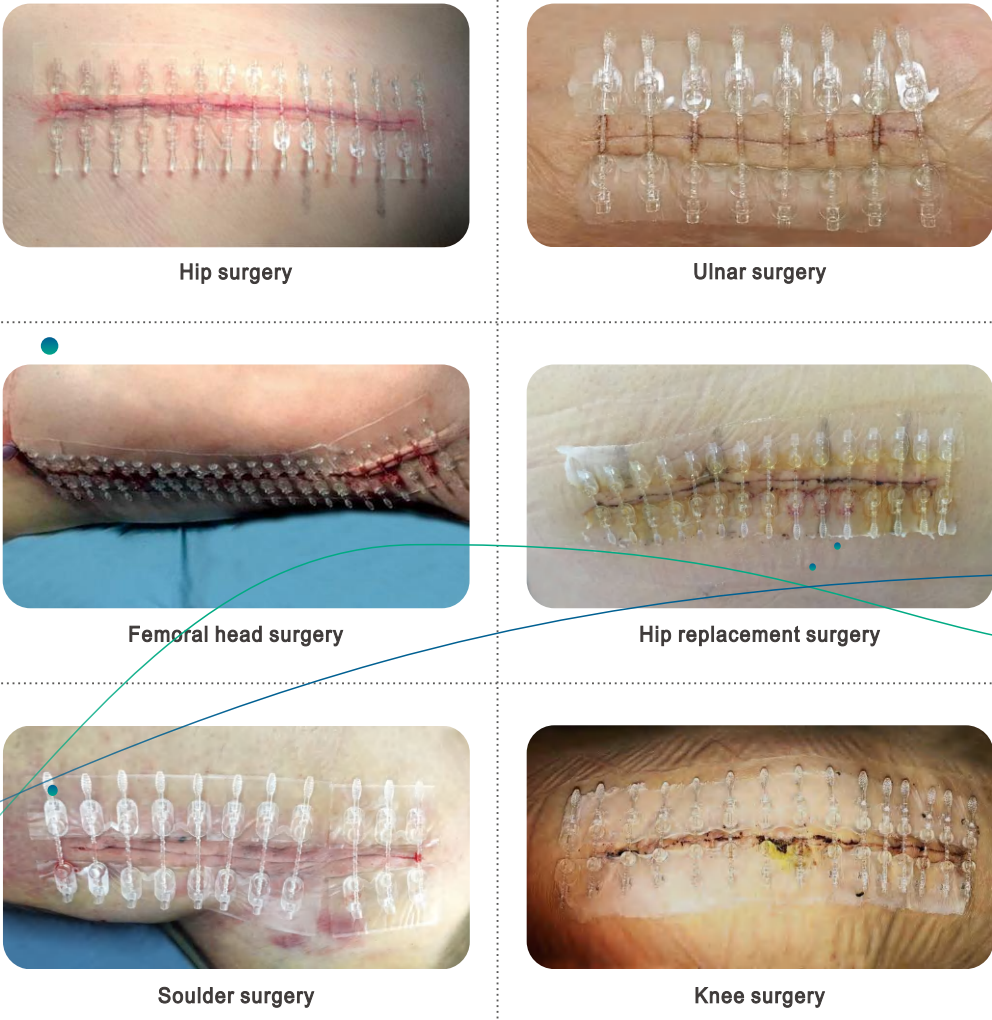 Hip surgery
Ulnar surgery
Femoral head surgery
Hip replacement surgery
Soulder surgery
Knee surgery